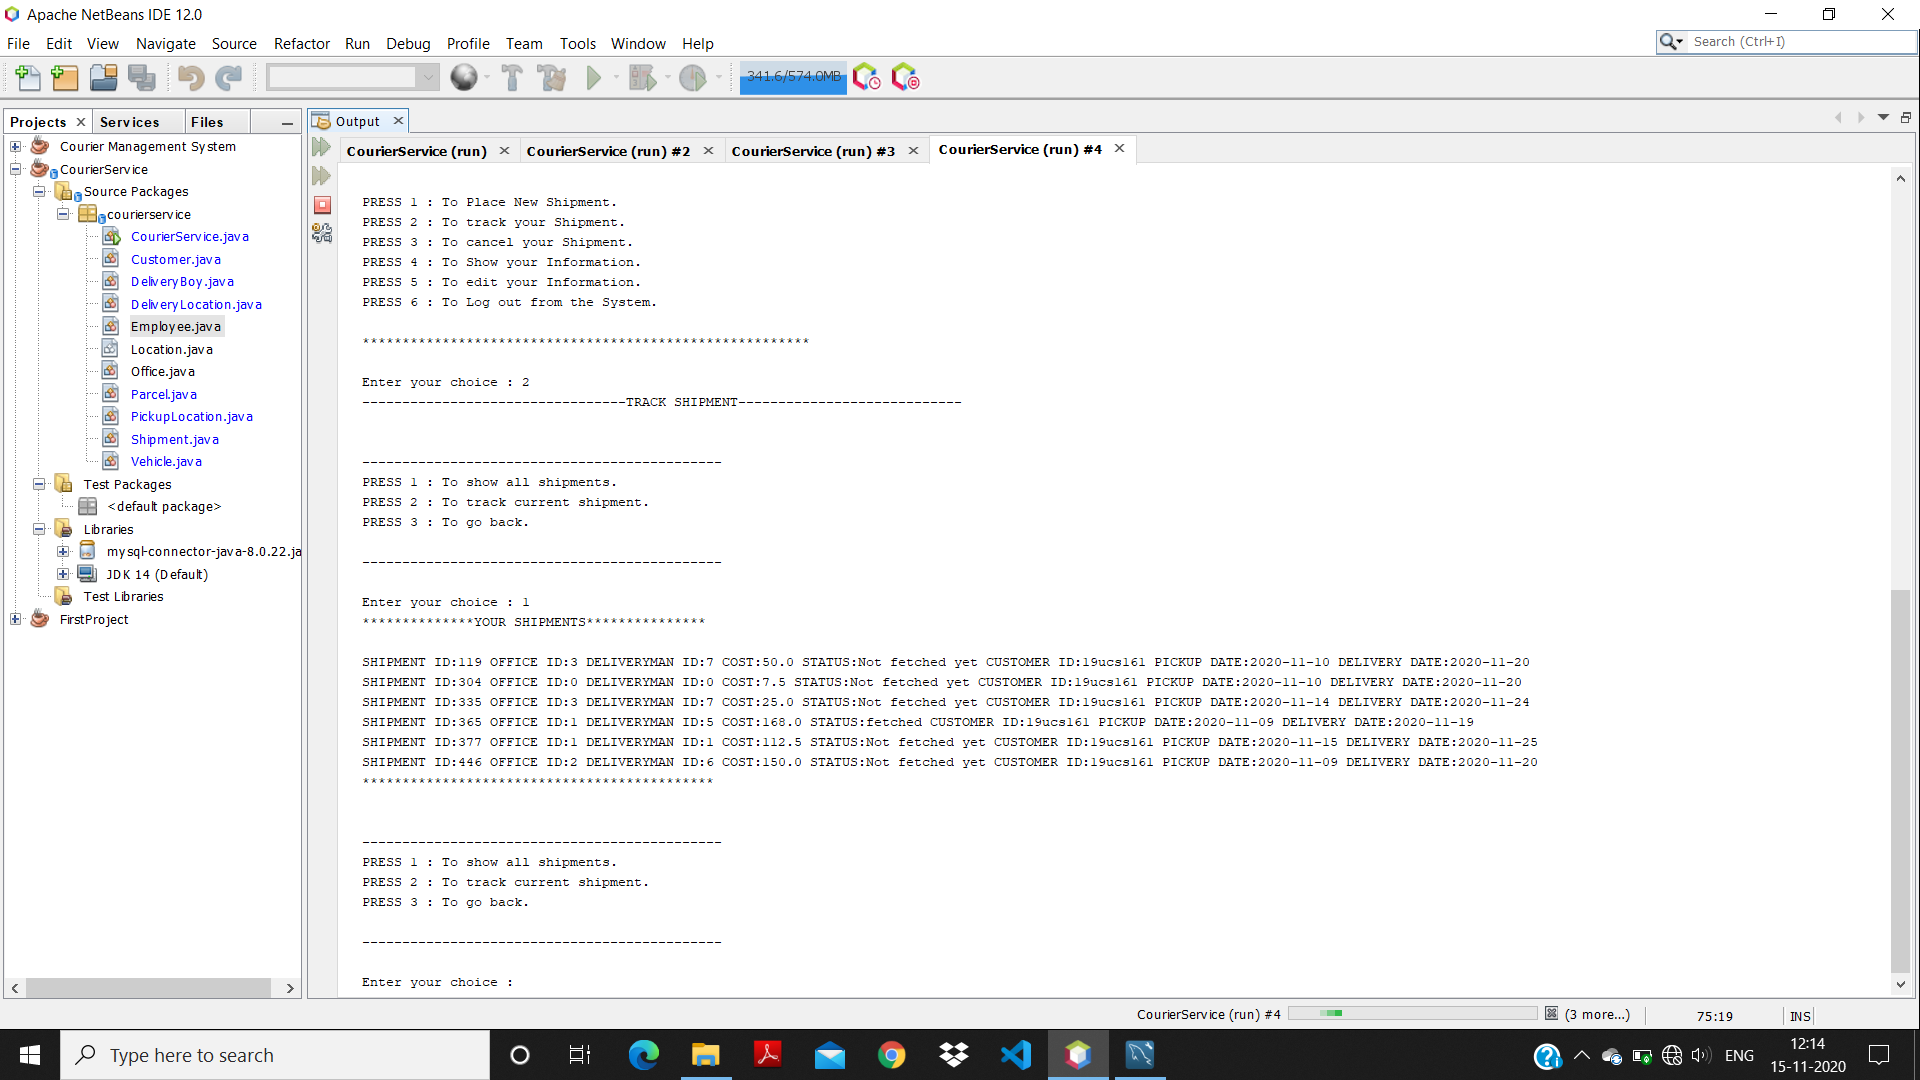 Apache NetBeans IDE 12.0
File Edit View Navigate Source Refactor Run Debug Profile Team Tools Window Help
Search (Ctrl+I)
341.6/574.0MB
Projects Services Files
Courier Management System
CourierService
Source Packages
courierservice
CourierService.java
Customer.java
DeliveryBoy.java
DeliveryLocation.java
Employee.java
Location.java
Office.java
Parcel.java
PickupLocation.java
Shipment.java
Vehicle.java
Test Packages
<default package>
Libraries
mysql-connector-java-8.0.22.ja
JDK 14 (Default)
Test Libraries
FirstProject
Output
CourierService (run) CourierService (run) #2 CourierService (run) #3 CourierService (run) #4
PRESS 1 : To Place New Shipment.
PRESS 2 : To track your Shipment.
PRESS 3 : To cancel your Shipment.
PRESS 4 : To Show your Information.
PRESS 5 : To edit your Information.
PRESS 6 : To Log out from the System.
********************************************************
Enter your choice : 2
---------------------------------TRACK SHIPMENT----------------------------
---------------------------------------------
PRESS 1 : To show all shipments.
PRESS 2 : To track current shipment.
PRESS 3 : To go back.
---------------------------------------------
Enter your choice : 1
**************YOUR SHIPMENTS***************
SHIPMENT ID:119 OFFICE ID:3 DELIVERYMAN ID:7 COST:50.0 STATUS:Not fetched yet CUSTOMER ID:19ucs161 PICKUP DATE:2020-11-10 DELIVERY DATE:2020-11-20
SHIPMENT ID:304 OFFICE ID:0 DELIVERYMAN ID:0 COST:7.5 STATUS:Not fetched yet CUSTOMER ID:19ucs161 PICKUP DATE:2020-11-10 DELIVERY DATE:2020-11-20
SHIPMENT ID:335 OFFICE ID:3 DELIVERYMAN ID:7 COST:25.0 STATUS:Not fetched yet CUSTOMER ID:19ucs161 PICKUP DATE:2020-11-14 DELIVERY DATE:2020-11-24
SHIPMENT ID:365 OFFICE ID:1 DELIVERYMAN ID:5 COST:168.0 STATUS:fetched CUSTOMER ID:19ucs161 PICKUP DATE:2020-11-09 DELIVERY DATE:2020-11-19
SHIPMENT ID:377 OFFICE ID:1 DELIVERYMAN ID:1 COST:112.5 STATUS:Not fetched yet CUSTOMER ID:19ucs161 PICKUP DATE:2020-11-15 DELIVERY DATE:2020-11-25
SHIPMENT ID:446 OFFICE ID:2 DELIVERYMAN ID:6 COST:150.0 STATUS:Not fetched yet CUSTOMER ID:19ucs161 PICKUP DATE:2020-11-09 DELIVERY DATE:2020-11-20
********************************************
---------------------------------------------
PRESS 1 : To show all shipments.
PRESS 2 : To track current shipment.
PRESS 3 : To go back.
---------------------------------------------
Enter your choice :
CourierService (run) #4 (3 more...) 75:19 INS
Type here to search
ENG
12:14
15-11-2020